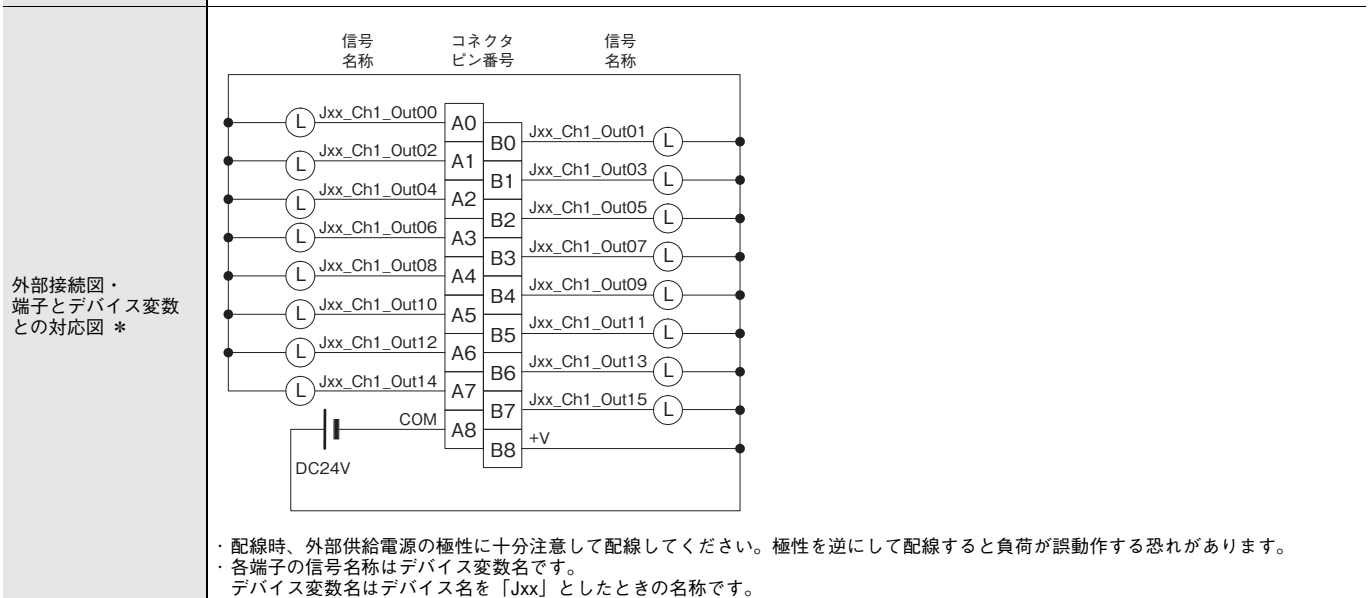 外部接続図・
端子とデバイス変数
との対応図 *
信号
名称
コネクタ
ピン番号
信号
名称
L Jxx_Ch1_Out00 A0
B0 Jxx_Ch1_Out01 L
L Jxx_Ch1_Out02 A1
B1 Jxx_Ch1_Out03 L
L Jxx_Ch1_Out04 A2
B2 Jxx_Ch1_Out05 L
L Jxx_Ch1_Out06 A3
B3 Jxx_Ch1_Out07 L
L Jxx_Ch1_Out08 A4
B4 Jxx_Ch1_Out09 L
L Jxx_Ch1_Out10 A5
B5 Jxx_Ch1_Out11 L
L Jxx_Ch1_Out12 A6
B6 Jxx_Ch1_Out13 L
L Jxx_Ch1_Out14 A7
B7 Jxx_Ch1_Out15 L
COM A8
B8 +V
DC24V
・配線時、外部供給電源の極性に十分注意して配線してください。極性を逆にして配線すると負荷が誤動作する恐れがあります。
・各端子の信号名称はデバイス変数名です。
デバイス変数名はデバイス名を「Jxx」としたときの名称です。